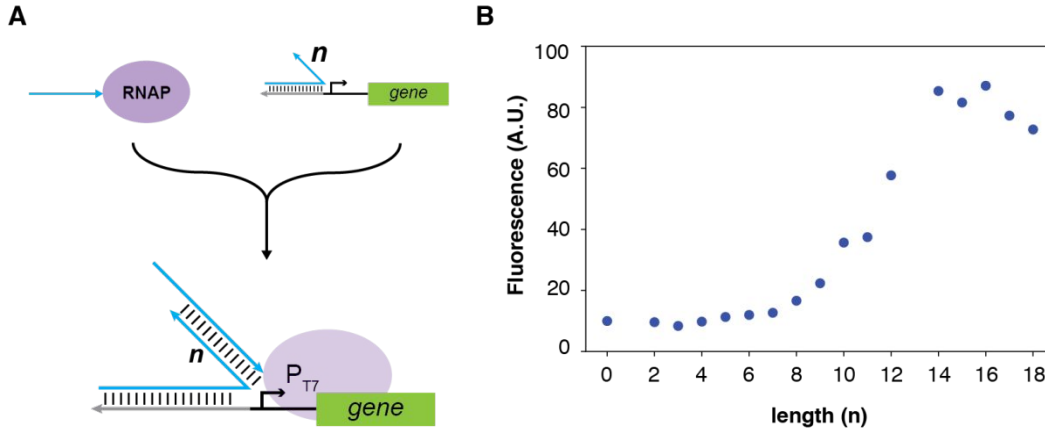 A
RNAP
n
gene
n
P T7
gene
B
Fluorescence (A.U.)
100
80
60
40
20
0
0 2 4 6 8 10 12 14 16 18
length (n)